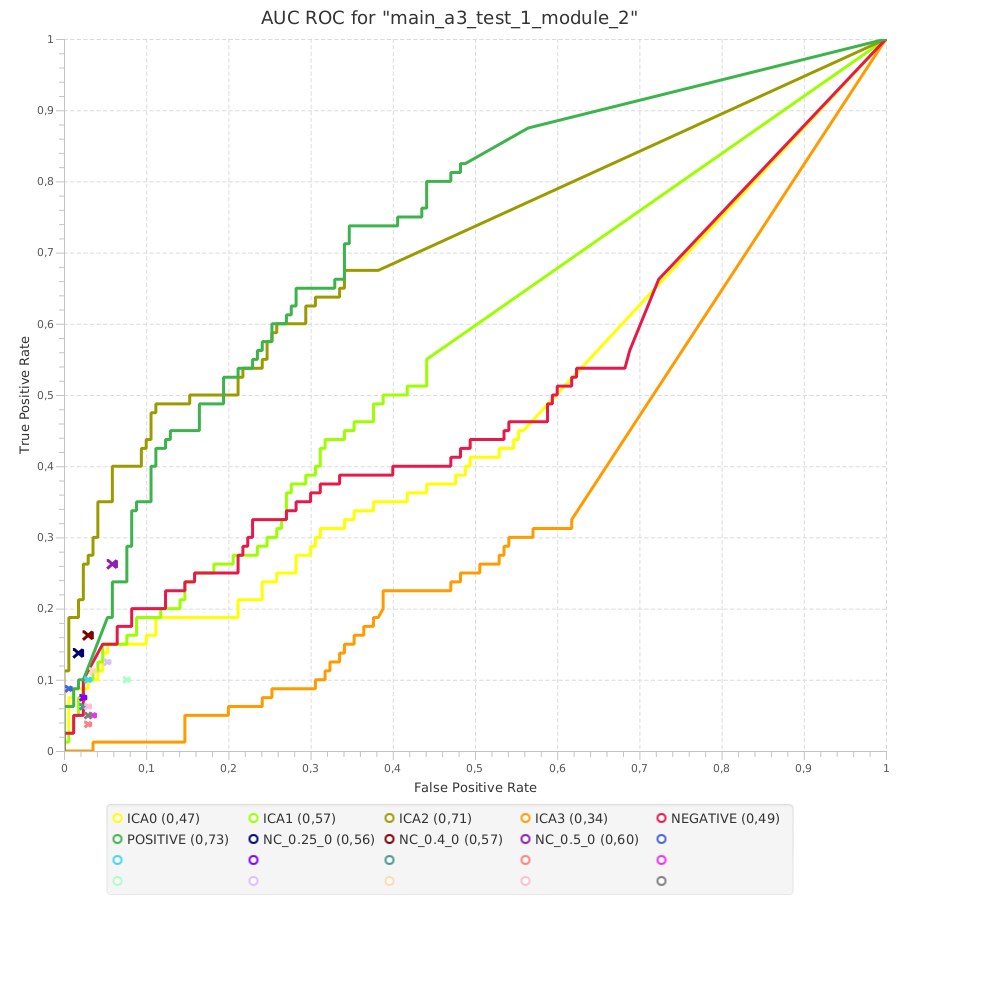 AUC ROC for "main_a3_test_1_module_2"
1
0,9
0,8
0,7
0,6
0,5
0,4
0,3
0,2
0,1
0
True Positive Rate
0 0,1 0,2 0,3 0,4 0,5 0,6 0,7 0,8 0,9 1
False Positive Rate
ICA0 (0,47) ICA1 (0,57) ICA2 (0,71) ICA3 (0,34) NEGATIVE (0,49)
POSITIVE (0,73) NC_0.25_0 (0,56) NC_0.4_0 (0,57) NC_0.5_0 (0,60)